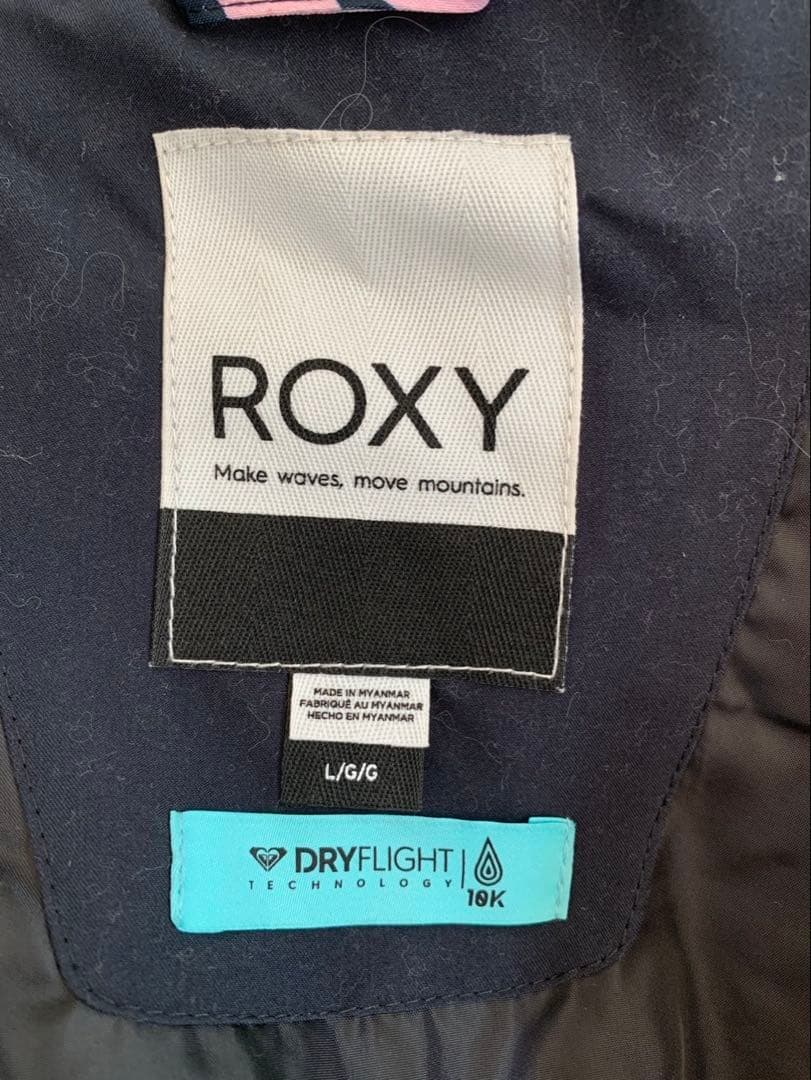 ROXY
Make waves, move mountains.
MADE IN MYANMAR
FABRIQUÉ AU MYANMAR
HECHO EN MYANMAR
L/G/G
DRYFLIGHT
TECHNOLOGY
10K